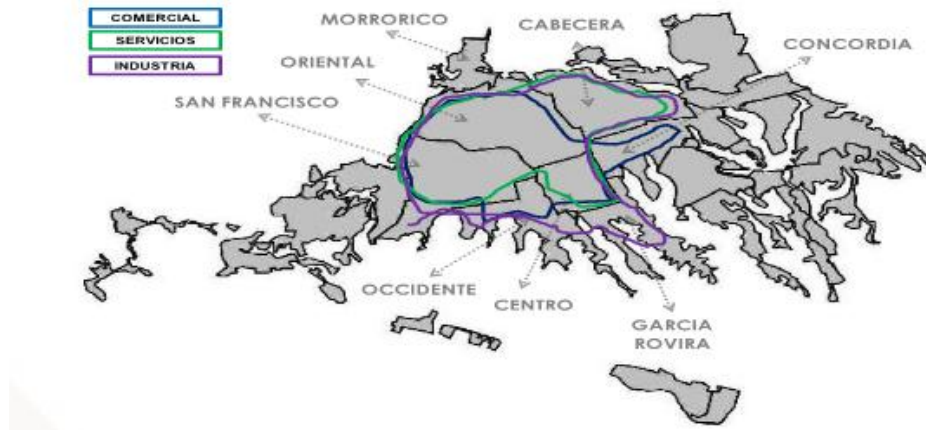 COMERCIAL
SERVICIOS
INDUSTRIA
MORRORICO
CABECERA
ORIENTAL
CONCORDIA
SAN FRANCISCO
OCCIDENTE
CENTRO
GARCIA
ROVIRA